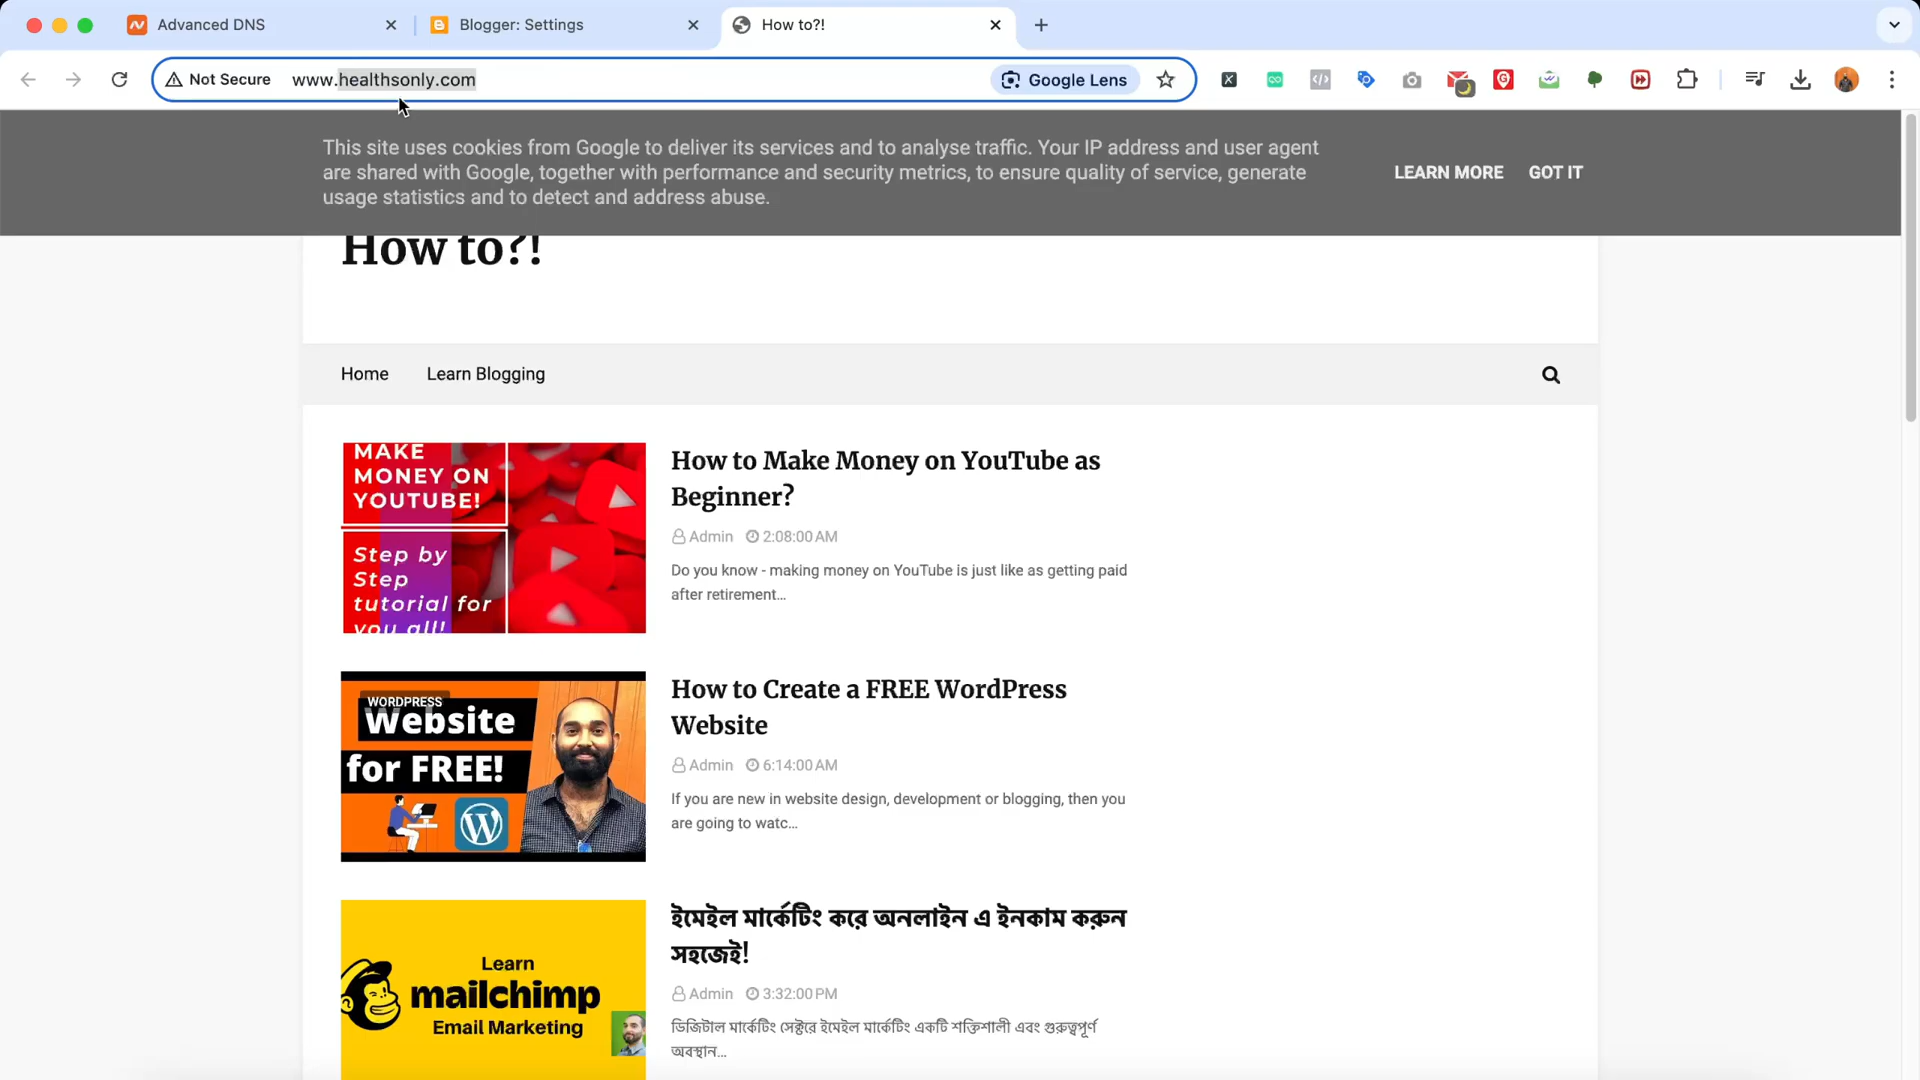 Advanced DNS
Blogger: Settings
How to?!
Not Secure
www.healthsonly.com
Google Lens
This site uses cookies from Google to deliver its services and to analyse traffic. Your IP address and user agent
are shared with Google, together with performance and security metrics, to ensure quality of service, generate
usage statistics and to detect and address abuse.
LEARN MORE
GOT IT
How to?!
Home
Learn Blogging
MAKE
MONEY ON
YOUTUBE!
Step by
Step
tutorial for
you all!
How to Make Money on YouTube as
Beginner?
Admin
2:08:00 AM
Do you know - making money on YouTube is just like as getting paid
after retirement...
WORDPRESS
Website
for FREE!
How to Create a FREE WordPress
Website
Admin
6:14:00 AM
If you are new in website design, development or blogging, then you
are going to watc...
Learn
mailchimp
Email Marketing
ইমেইল মার্কেটিং করে অনলাইন এ ইনকাম করুন
সহজেই!
Admin
3:32:00 PM
ডিজিটাল মার্কেটিং সেক্টরে ইমেইল মার্কেটিং একটি শক্তিশালী এবং গুরুত্বপূর্ণ
অবস্থান...